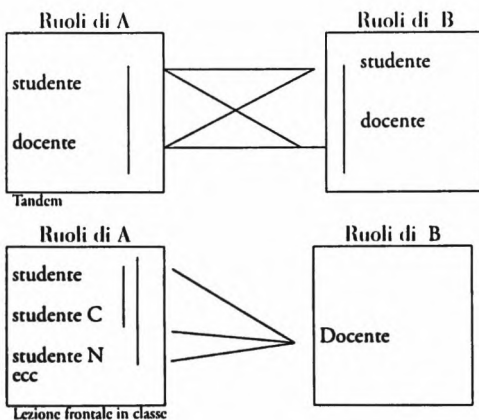 Ruoli di A
Ruoli di B
studente
docente
studente
docente
Tandem
Ruoli di A
Ruoli di B
studente
studente C
studente N
ecc
Docente
Lezione frontale in classe